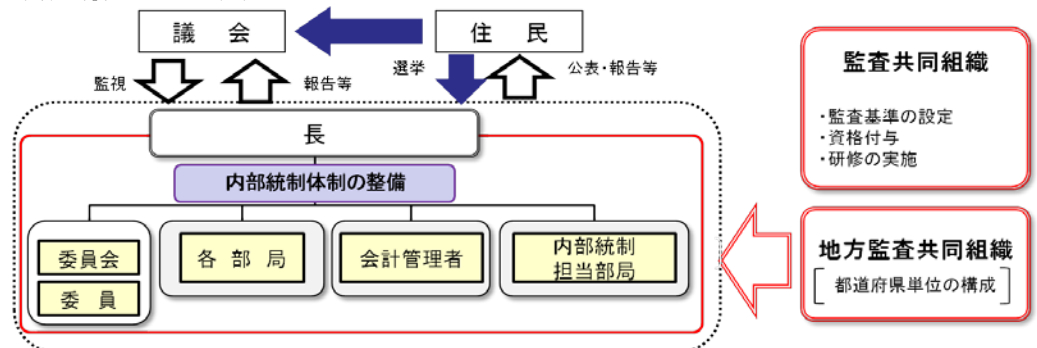 議 会
住 民
監視
報告等
選挙
公表・報告等
長
内部統制体制の整備
委員会
委 員
各 部 局
会計管理者
内部統制
担当部局
監査共同組織
・監査基準の設定
・資格付与
・研修の実施
地方監査共同組織
[都道府県単位の構成]